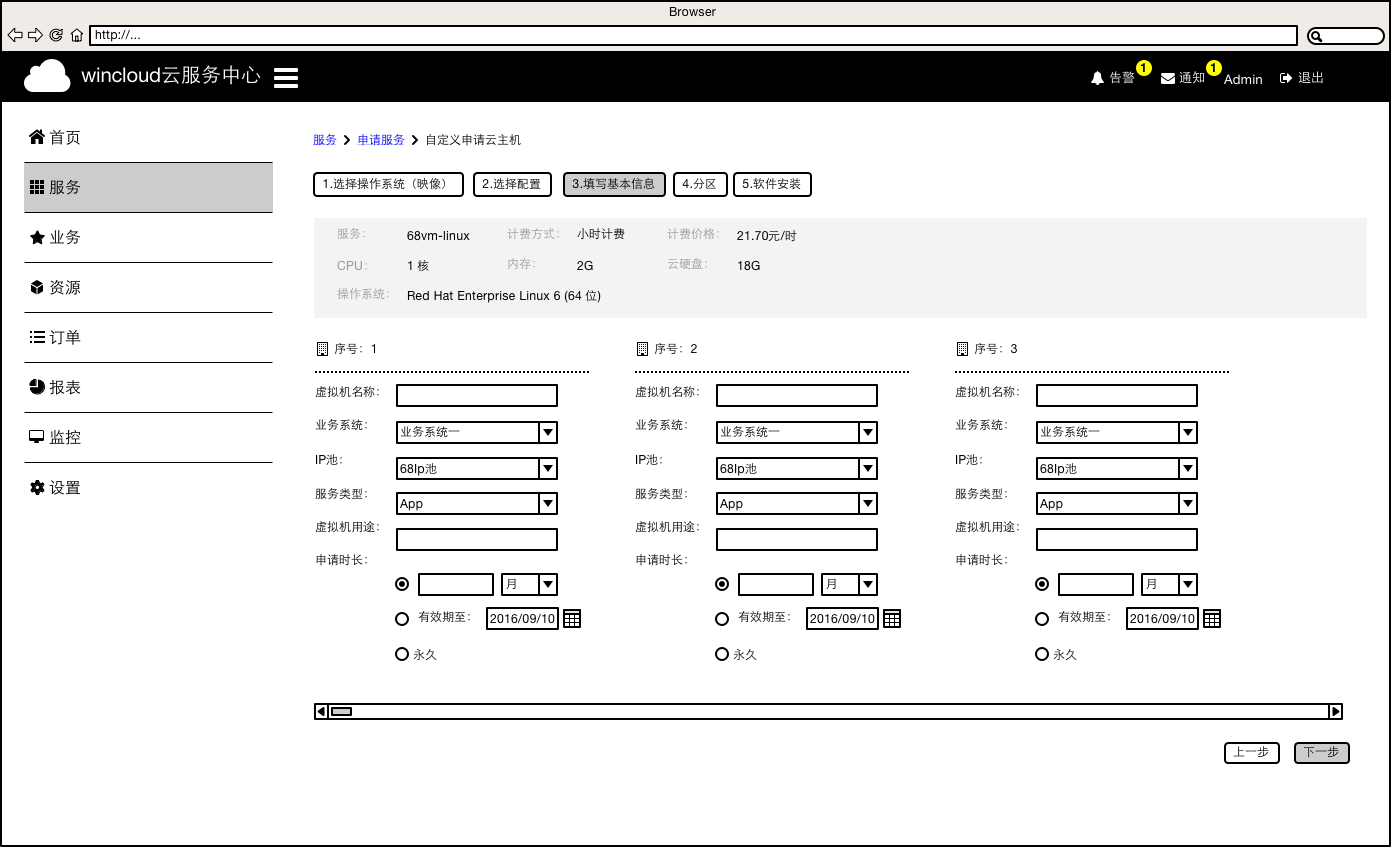 Browser
http://...
wincloud云服务中心
告警 1 通知 1 Admin 退出
首页
服务
业务
资源
订单
报表
监控
设置
服务 申请服务 自定义申请云主机
1.选择操作系统（映像） 2.选择配置 3.填写基本信息 4.分区 5.软件安装
服务: 68vm-linux 计费方式: 小时计费 计费价格: 21.70元/时
CPU: 1 核 内存: 2G 云硬盘: 18G
操作系统: Red Hat Enterprise Linux 6 (64 位)
序号: 1 序号: 2 序号: 3
虚拟机名称: 虚拟机名称: 虚拟机名称:
业务系统: 业务系统一 业务系统: 业务系统一 业务系统: 业务系统一
IP池: 68Ip池 IP池: 68Ip池 IP池: 68Ip池
服务类型: App 服务类型: App 服务类型: App
虚拟机用途: 虚拟机用途: 虚拟机用途:
申请时长: 申请时长: 申请时长:
月 月 月
有效期至: 2016/09/10 有效期至: 2016/09/10 有效期至: 2016/09/10
永久 永久 永久
上一步 下一步